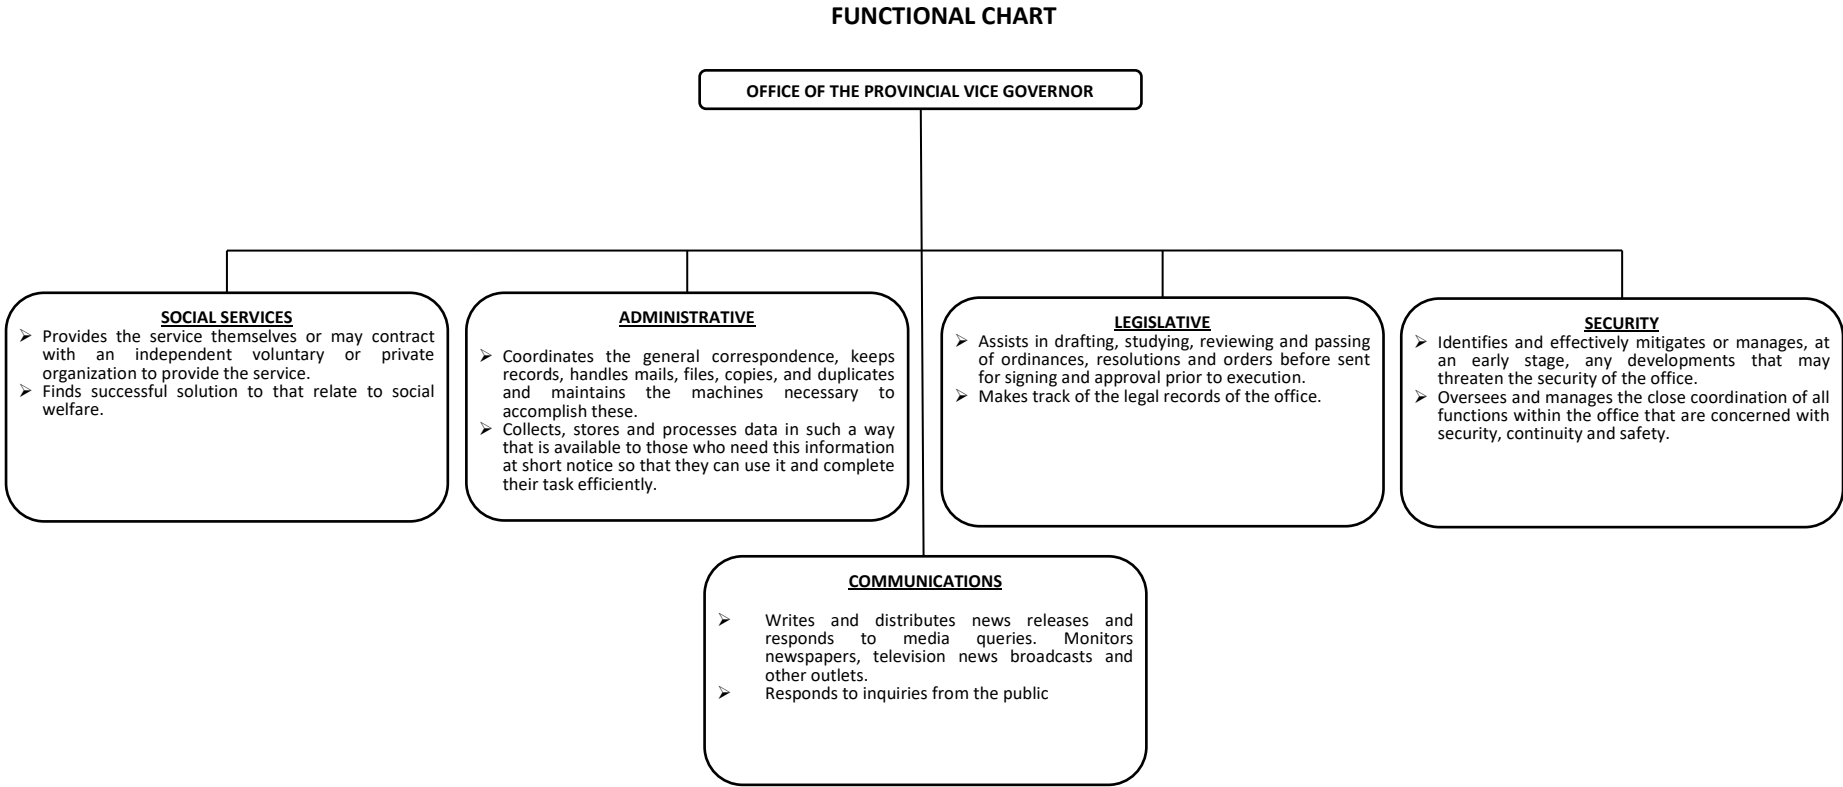 FUNCTIONAL CHART
OFFICE OF THE PROVINCIAL VICE GOVERNOR
SOCIAL SERVICES
➢ Provides the service themselves or may contract
with an independent voluntary or private
organization to provide the service.
➢ Finds successful solution to that relate to social
welfare.
ADMINISTRATIVE
➢ Coordinates the general correspondence, keeps
records, handles mails, files, copies, and duplicates
and maintains the machines necessary to
accomplish these.
➢ Collects, stores and processes data in such a way
that is available to those who need this information
at short notice so that they can use it and complete
their task efficiently.
LEGISLATIVE
➢ Assists in drafting, studying, reviewing and passing
of ordinances, resolutions and orders before sent
for signing and approval prior to execution.
➢ Makes track of the legal records of the office.
SECURITY
➢ Identifies and effectively mitigates or manages, at
an early stage, any developments that may
threaten the security of the office.
➢ Oversees and manages the close coordination of all
functions within the office that are concerned with
security, continuity and safety.
COMMUNICATIONS
➢ Writes and distributes news releases and
responds to media queries. Monitors
newspapers, television news broadcasts and
other outlets.
➢ Responds to inquiries from the public